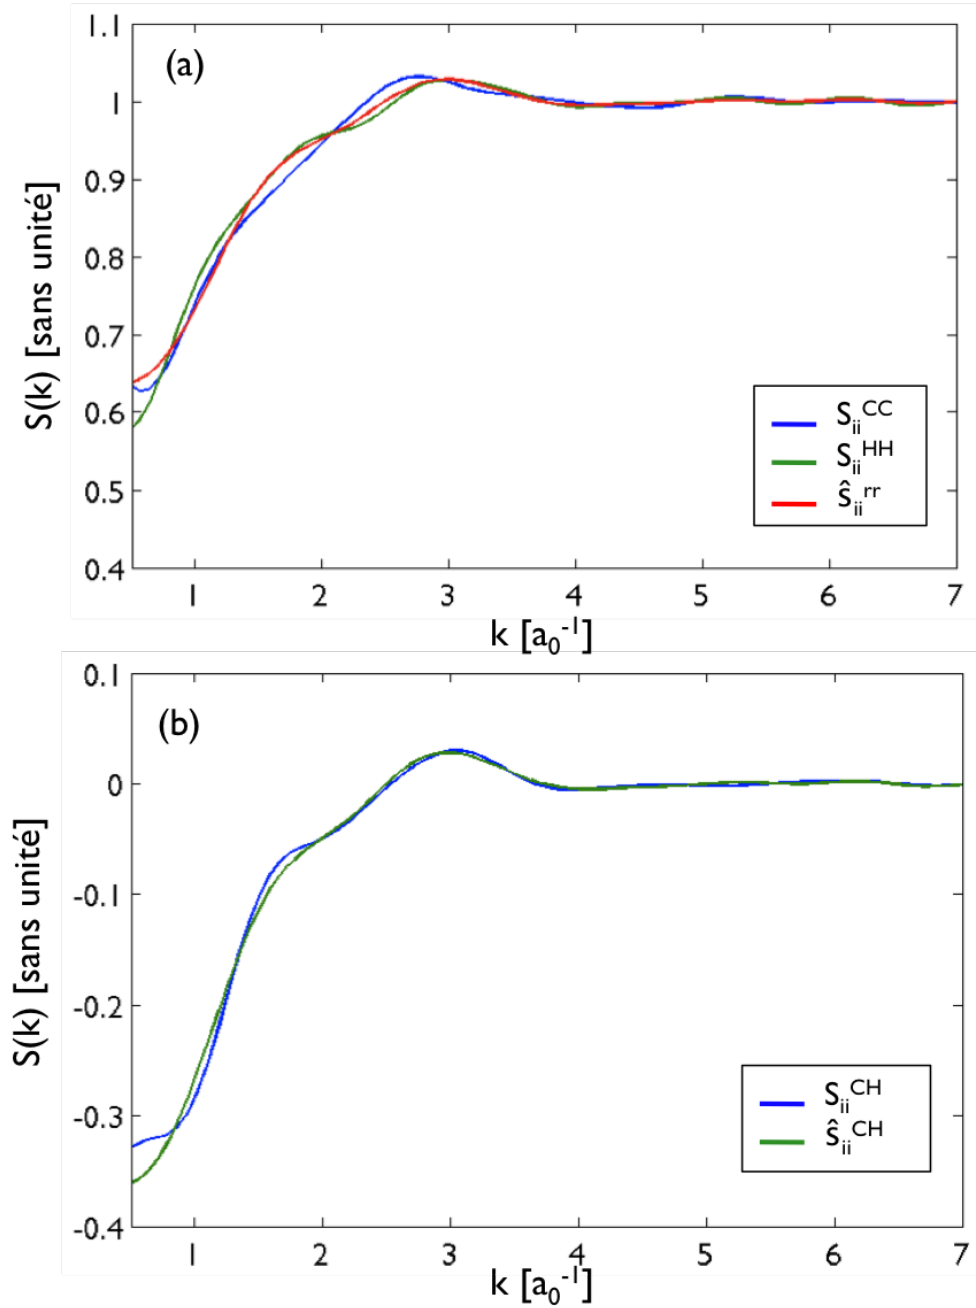 (a)
1.1
1
0.9
0.8
0.7
0.6
0.5
0.4
S(k) [sans unité]
S_ii^CC
S_ii^HH
ŝ_ii^rr
1 2 3 4 5 6 7
k [a_0^-1]
(b)
0.1
0
-0.1
-0.2
-0.3
-0.4
S(k) [sans unité]
S_ii^CH
ŝ_ii^CH
1 2 3 4 5 6 7
k [a_0^-1]